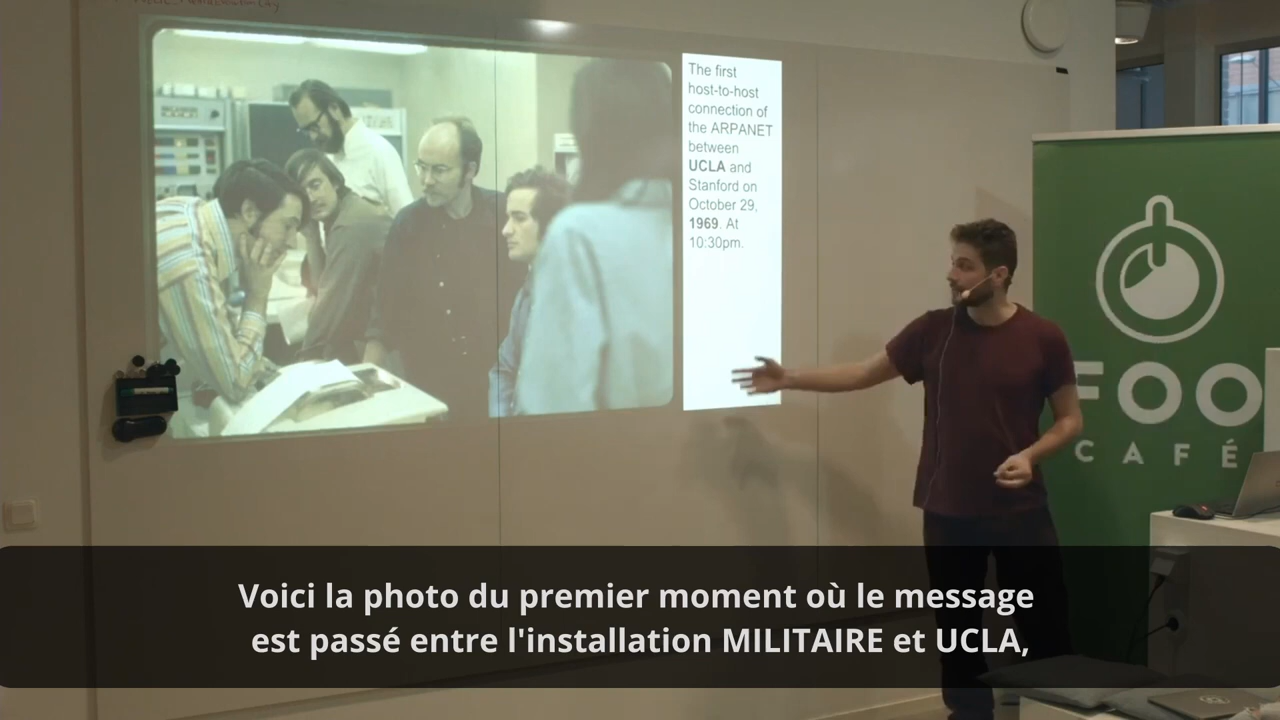 The first
host-to-host
connection of
the ARPANET
between
UCLA and
Stanford on
October 29,
1969. At
10:30pm.
FOO
CAFÉ
Voici la photo du premier moment où le message
est passé entre l'installation MILITAIRE et UCLA,